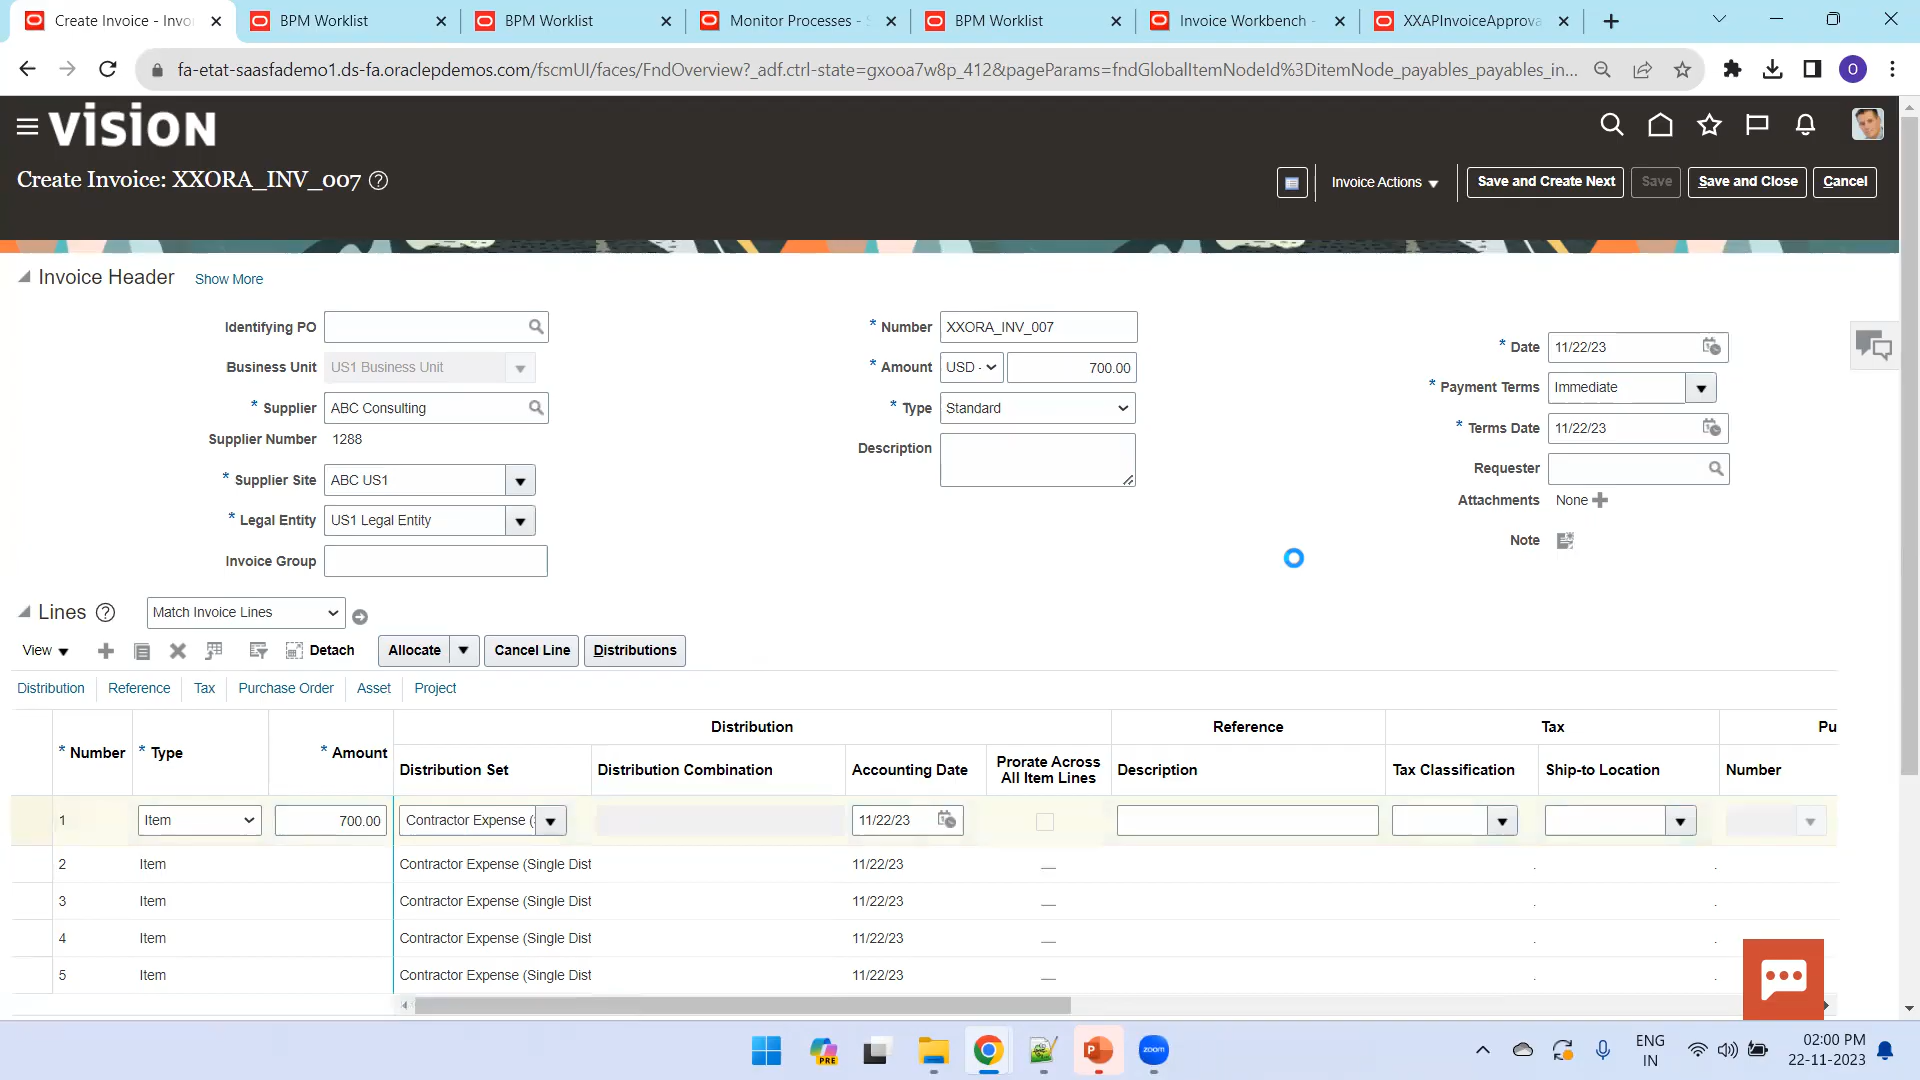 Create Invoice - Invo
BPM Worklist
BPM Worklist
Monitor Processes - S
BPM Worklist
Invoice Workbench -
XXAPInvoiceApprova
fa-etat-saasfademo1.ds-fa.oraclepdemos.com/fscmUI/faces/FndOverview?_adf.ctrl-state=gxooa7w8p_412&pageParams=fndGlobalItemNodeId%3DitemNode_payables_payables_in...
O
VISION
Create Invoice: XXORA_INV_007
Invoice Actions
Save and Create Next
Save
Save and Close
Cancel
Invoice Header
Show More
Identifying PO
Business Unit US1 Business Unit
* Supplier ABC Consulting
Supplier Number 1288
* Supplier Site ABC US1
* Legal Entity US1 Legal Entity
Invoice Group
* Number XXORA_INV_007
* Amount USD - 700.00
* Type Standard
Description
* Date 11/22/23
* Payment Terms Immediate
* Terms Date 11/22/23
Requester
Attachments None
Note
Lines Match Invoice Lines
View Detach Allocate Cancel Line Distributions
Distribution Reference Tax Purchase Order Asset Project
Distribution Reference Tax Pu
* Number * Type * Amount Distribution Set Distribution Combination Accounting Date Prorate Across All Item Lines Description Tax Classification Ship-to Location Number
1 Item 700.00 Contractor Expense ( 11/22/23
2 Item Contractor Expense (Single Dist 11/22/23
3 Item Contractor Expense (Single Dist 11/22/23
4 Item Contractor Expense (Single Dist 11/22/23
5 Item Contractor Expense (Single Dist 11/22/23
PRE
zoom
ENG
IN
02:00 PM
22-11-2023